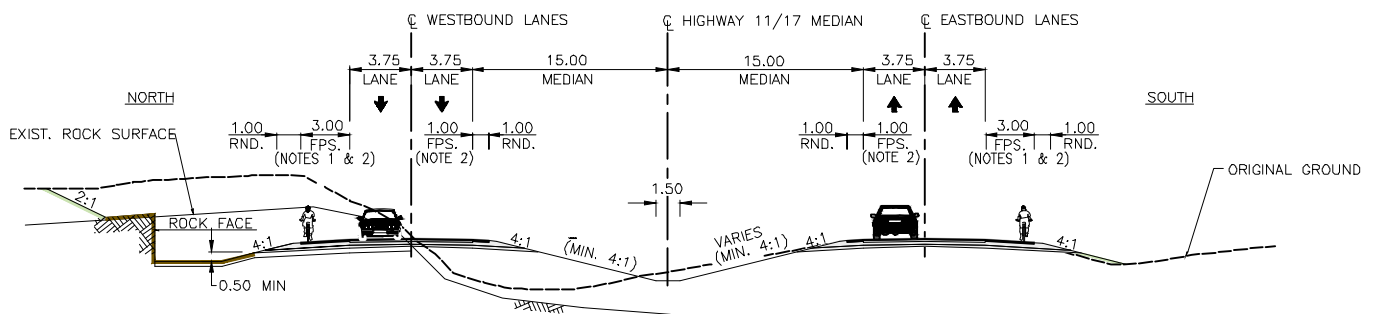 ℄ WESTBOUND LANES
℄ HIGHWAY 11/17 MEDIAN
℄ EASTBOUND LANES
3.75
LANE
3.75
LANE
15.00
MEDIAN
15.00
MEDIAN
3.75
LANE
3.75
LANE
NORTH
SOUTH
EXIST. ROCK SURFACE
1.00
RND.
3.00
FPS.
(NOTES 1 & 2)
1.00
FPS.
(NOTE 2)
1.00
RND.
1.00
RND.
1.00
FPS.
(NOTE 2)
3.00
FPS.
(NOTES 1 & 2)
1.00
RND.
ORIGINAL GROUND
1.50
2:1
ROCK FACE
4:1
4:1
(MIN. 4:1)
VARIES
(MIN. 4:1)
4:1
4:1
0.50 MIN